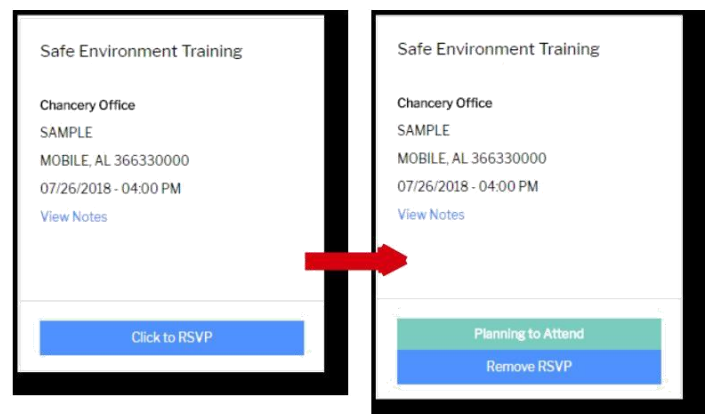 Safe Environment Training
Chancery Office
SAMPLE
MOBILE, AL 366330000
07/26/2018 - 04:00 PM
View Notes
Click to RSVP
Safe Environment Training
Chancery Office
SAMPLE
MOBILE, AL 366330000
07/26/2018 - 04:00 PM
View Notes
Planning to Attend
Remove RSVP